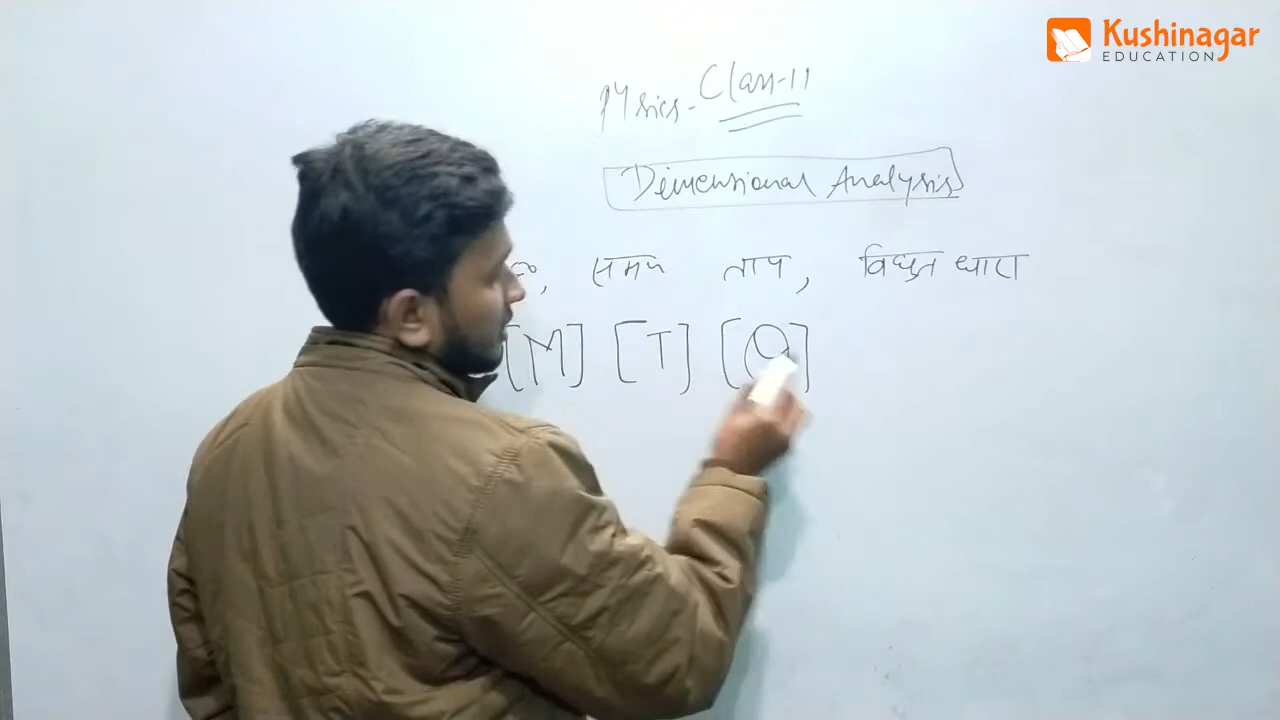 Kushinagar
EDUCATION
Physics - Class-11
Dimensional Analysis
समय ताप, विधुत धारा
[M] [T] [θ]